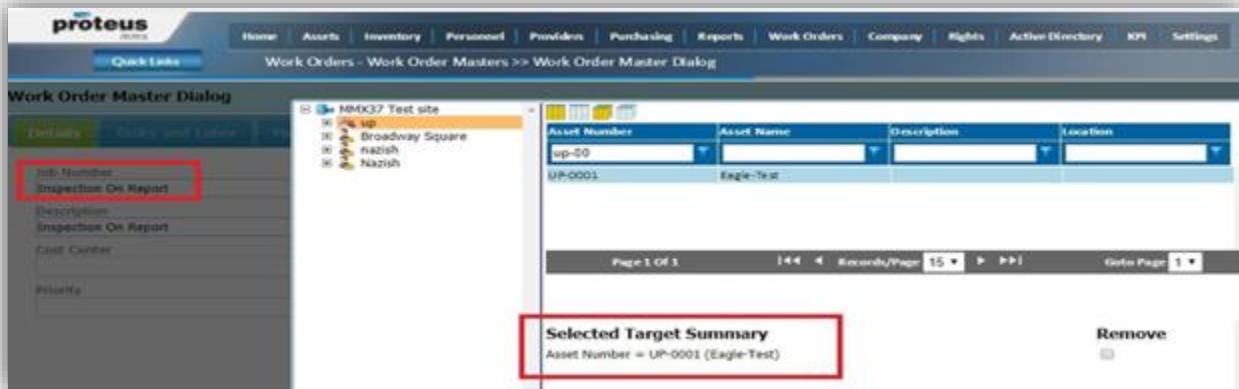 proteus
Home Assets Inventory Personnel Providers Purchasing Reports Work Orders Company Rights Active Directory KPI Settings
Quick Links
Work Orders - Work Order Masters >> Work Order Master Dialog
Work Order Master Dialog
Details Tasks and Labor
MMX37 Test site
up
Broadway Square
nazish
Nazish
Asset Number Asset Name Description Location
up-00
UP-0001 Eagle-Test
Job Number
Inspection On Report
Description
Inspection On Report
Cost Center
Priority
Page 1 Of 1 Records/Page 15 Goto Page 1
Selected Target Summary Remove
Asset Number = UP-0001 (Eagle-Test)